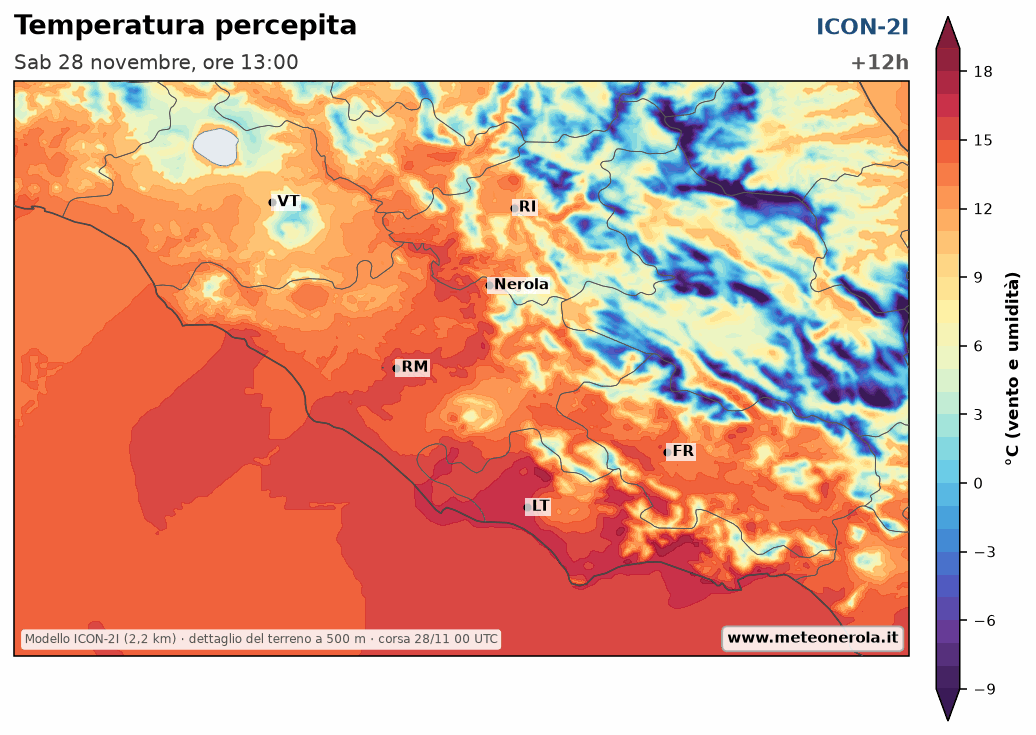 Temperatura percepita
ICON-2I
Sab 28 novembre, ore 13:00
+12h
VT
RI
Nerola
RM
FR
LT
Modello ICON-2I (2,2 km) · dettaglio del terreno a 500 m · corsa 28/11 00 UTC
www.meteonerola.it
18
15
12
9
6
3
0
−3
−6
−9
°C (vento e umidità)